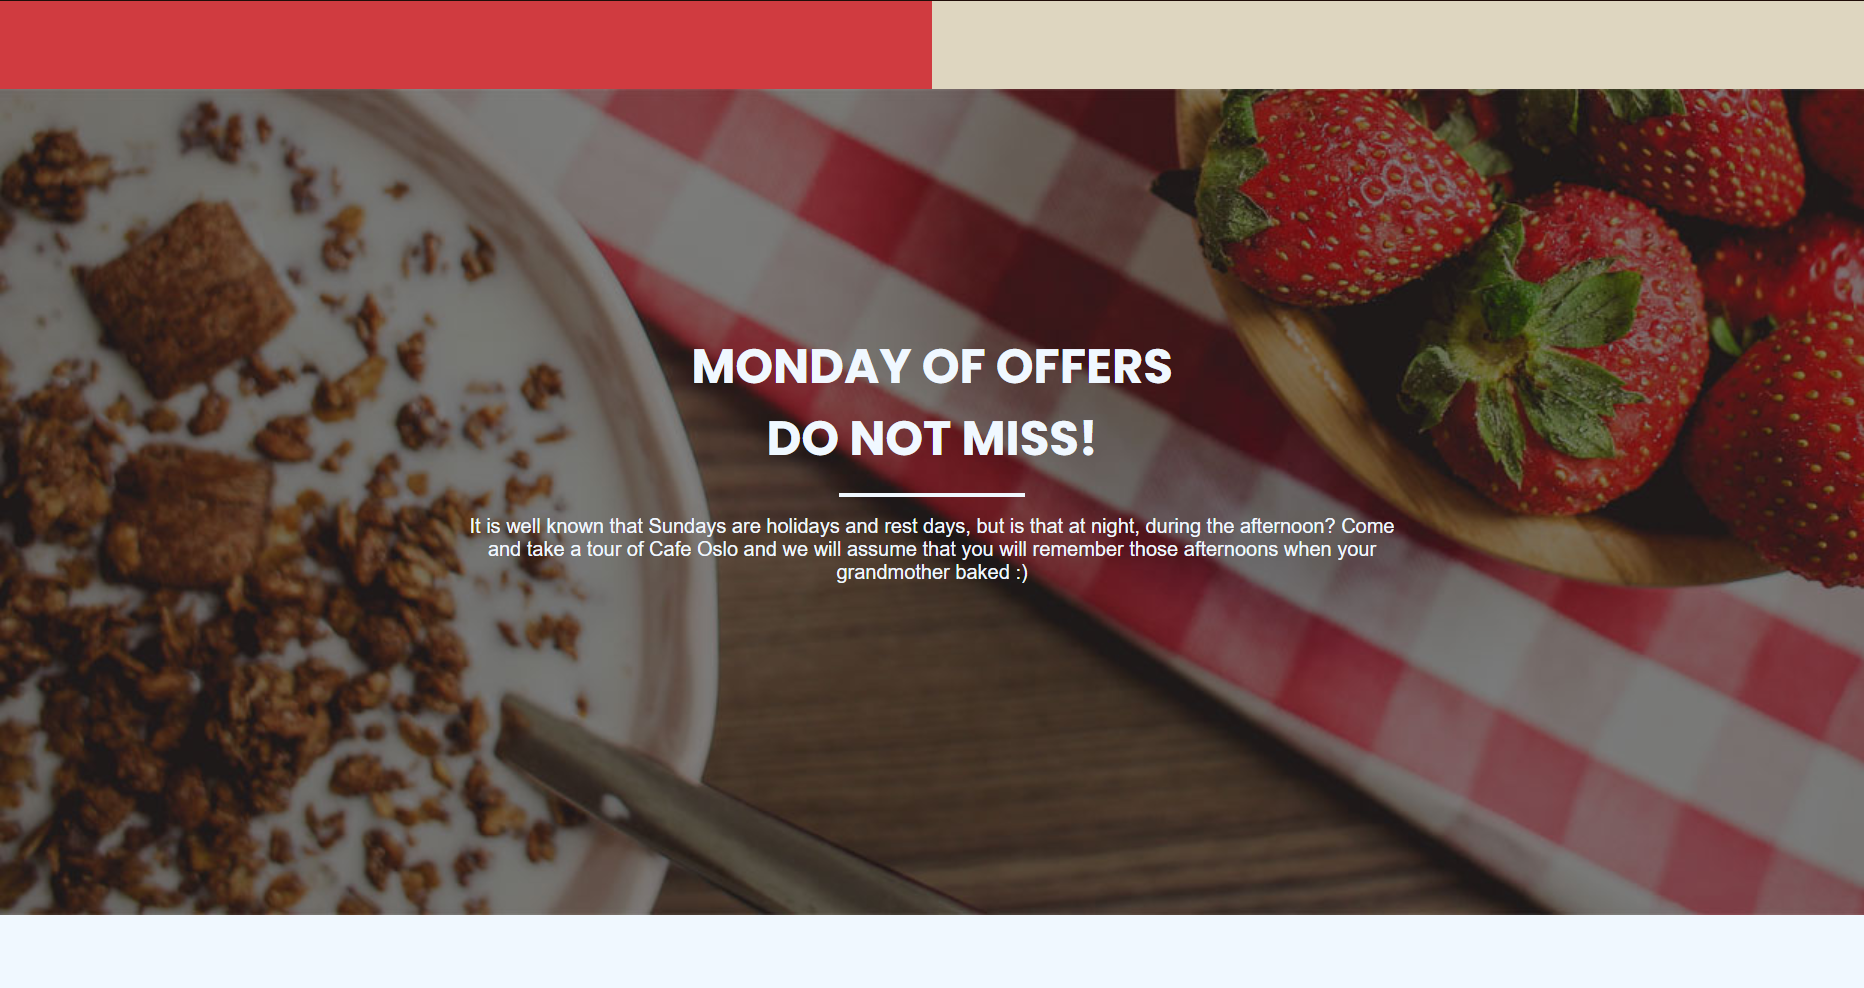 MONDAY OF OFFERS
DO NOT MISS!
It is well known that Sundays are holidays and rest days, but is that at night, during the afternoon? Come
and take a tour of Cafe Oslo and we will assume that you will remember those afternoons when your
grandmother baked :)